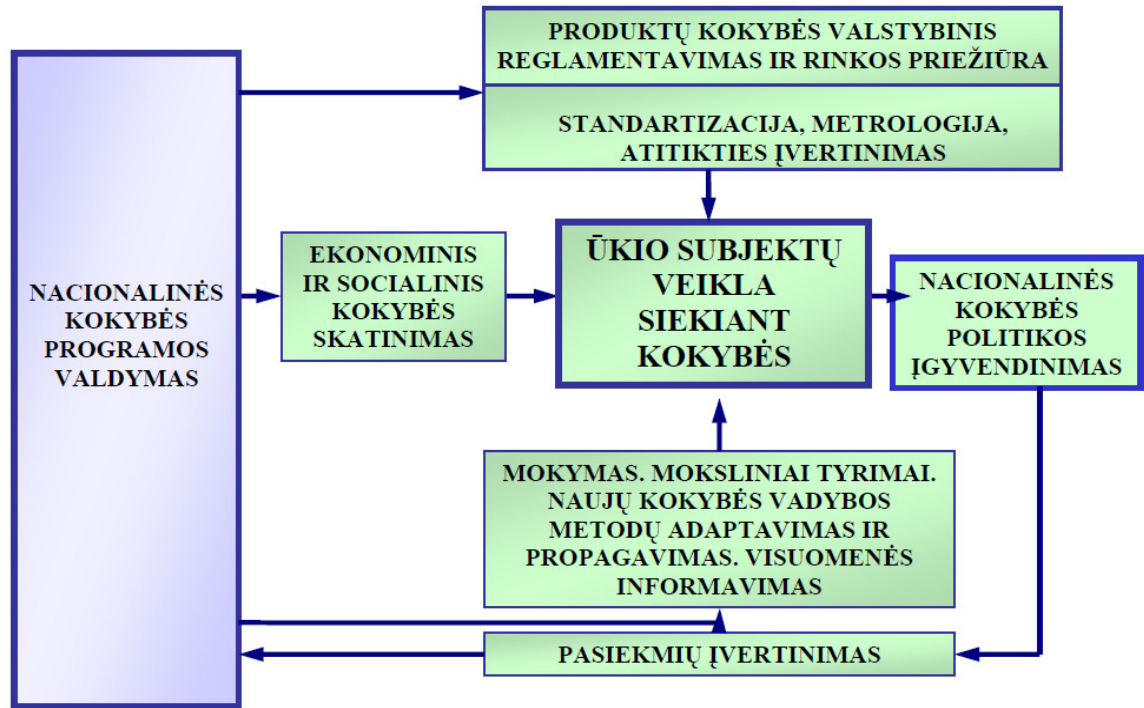 PRODUKTŲ KOKYBĖS VALSTYBINIS
REGLAMENTAVIMAS IR RINKOS PRIEŽIŪRA
STANDARTIZACIJA, METROLOGIJA,
ATITIKTIES ĮVERTINIMAS
NACIONALINĖS
KOKYBĖS
PROGRAMOS
VALDYMAS
EKONOMINIS
IR SOCIALINIS
KOKYBĖS
SKATINIMAS
ŪKIO SUBJEKTŲ
VEIKLA
SIEKIANT
KOKYBĖS
NACIONALINĖS
KOKYBĖS
POLITIKOS
ĮGYVENDINIMAS
MOKYMAS. MOKSLINIAI TYRIMAI.
NAUJŲ KOKYBĖS VADYBOS
METODŲ ADAPTAVIMAS IR
PROPAGAVIMAS. VISUOMENĖS
INFORMAVIMAS
PASIEKMIŲ ĮVERTINIMAS